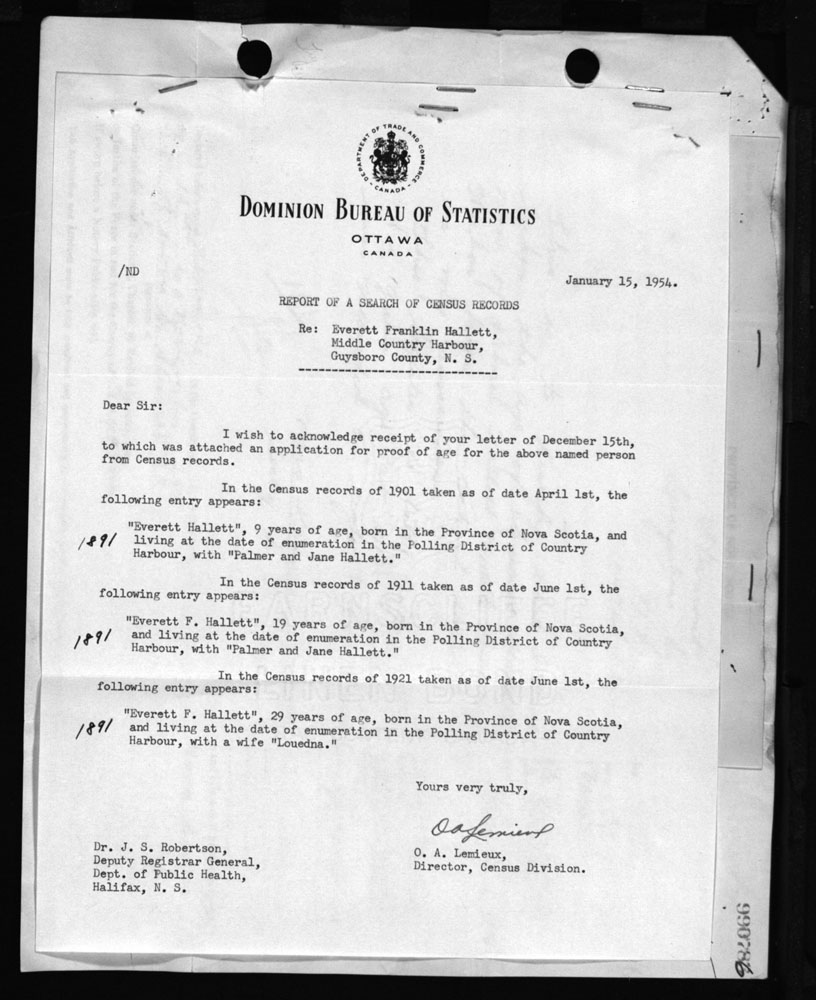 DEPARTMENT OF TRADE AND COMMERCE
CANADA
DOMINION BUREAU OF STATISTICS
OTTAWA
CANADA
/ND
January 15, 1954.
REPORT OF A SEARCH OF CENSUS RECORDS
Re: Everett Franklin Hallett,
Middle Country Harbour,
Guysboro County, N. S.
Dear Sir:
I wish to acknowledge receipt of your letter of December 15th,
to which was attached an application for proof of age for the above named person
from Census records.
In the Census records of 1901 taken as of date April 1st, the
following entry appears:
"Everett Hallett", 9 years of age, born in the Province of Nova Scotia, and
1891 living at the date of enumeration in the Polling District of Country
Harbour, with "Palmer and Jane Hallett."
In the Census records of 1911 taken as of date June 1st, the
following entry appears:
"Everett F. Hallett", 19 years of age, born in the Province of Nova Scotia,
1891 and living at the date of enumeration in the Polling District of Country
Harbour, with "Palmer and Jane Hallett."
In the Census records of 1921 taken as of date June 1st, the
following entry appears:
"Everett F. Hallett", 29 years of age, born in the Province of Nova Scotia,
1891 and living at the date of enumeration in the Polling District of Country
Harbour, with a wife "Louedna."
Yours very truly,
O A Lemieux
O. A. Lemieux,
Director, Census Division.
Dr. J. S. Robertson,
Deputy Registrar General,
Dept. of Public Health,
Halifax, N. S.